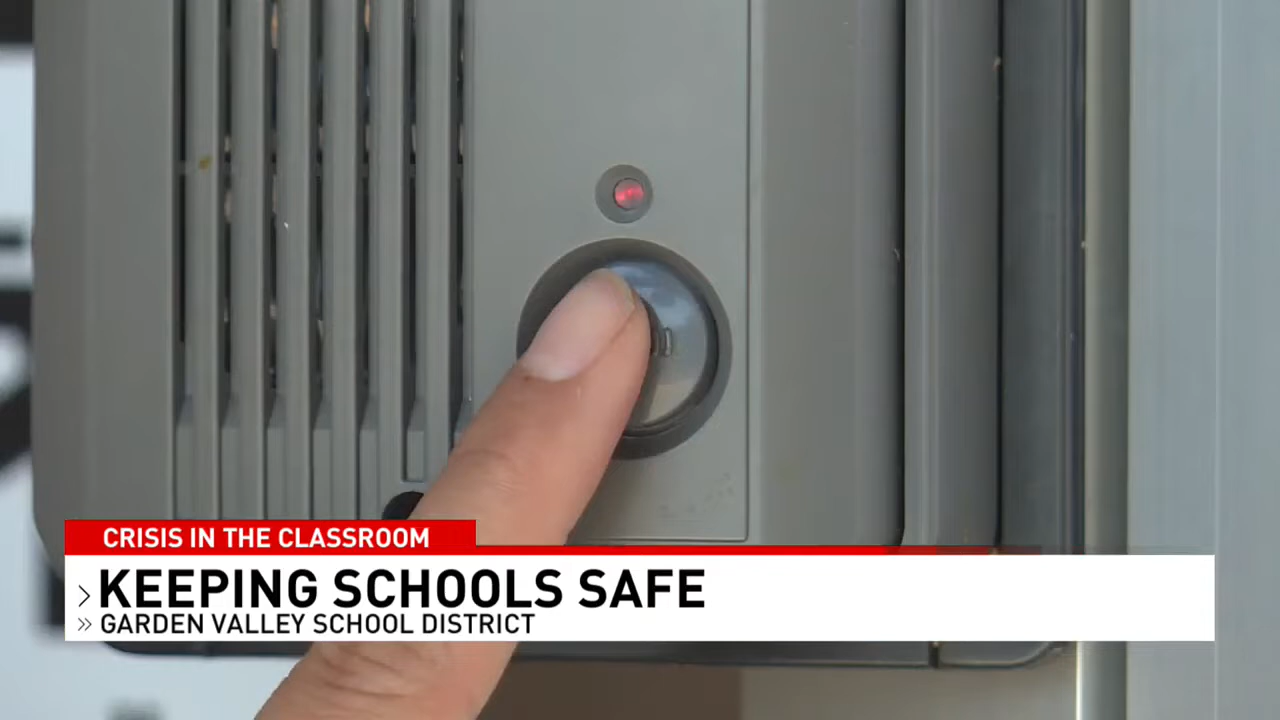 CRISIS IN THE CLASSROOM
KEEPING SCHOOLS SAFE
GARDEN VALLEY SCHOOL DISTRICT